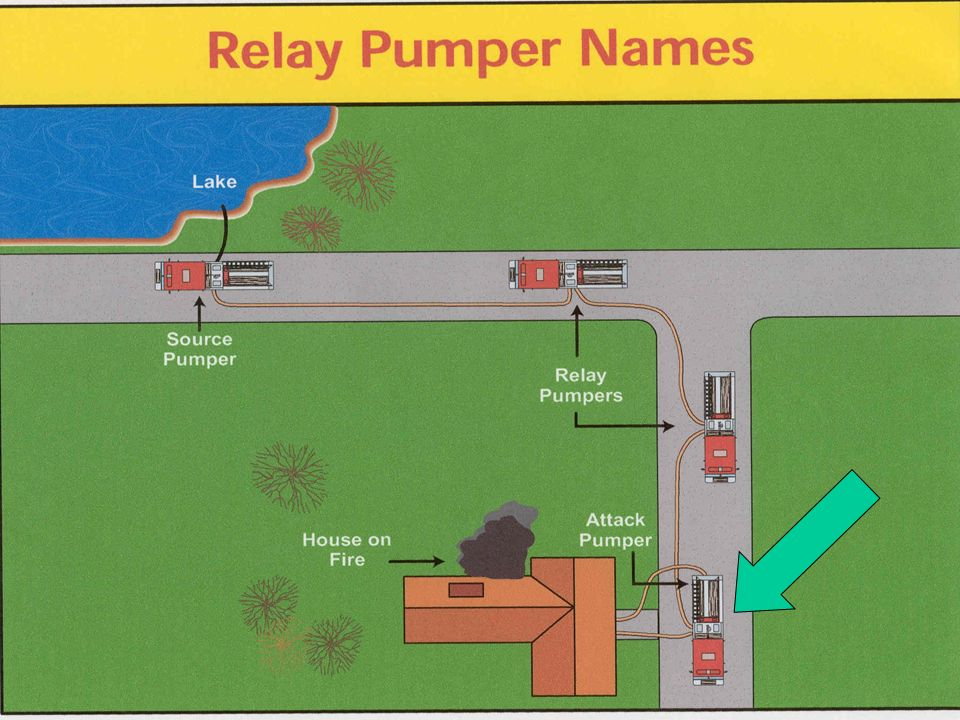 Relay Pumper Names
Lake
Source
Pumper
Relay
Pumpers
Attack
Pumper
House on
Fire